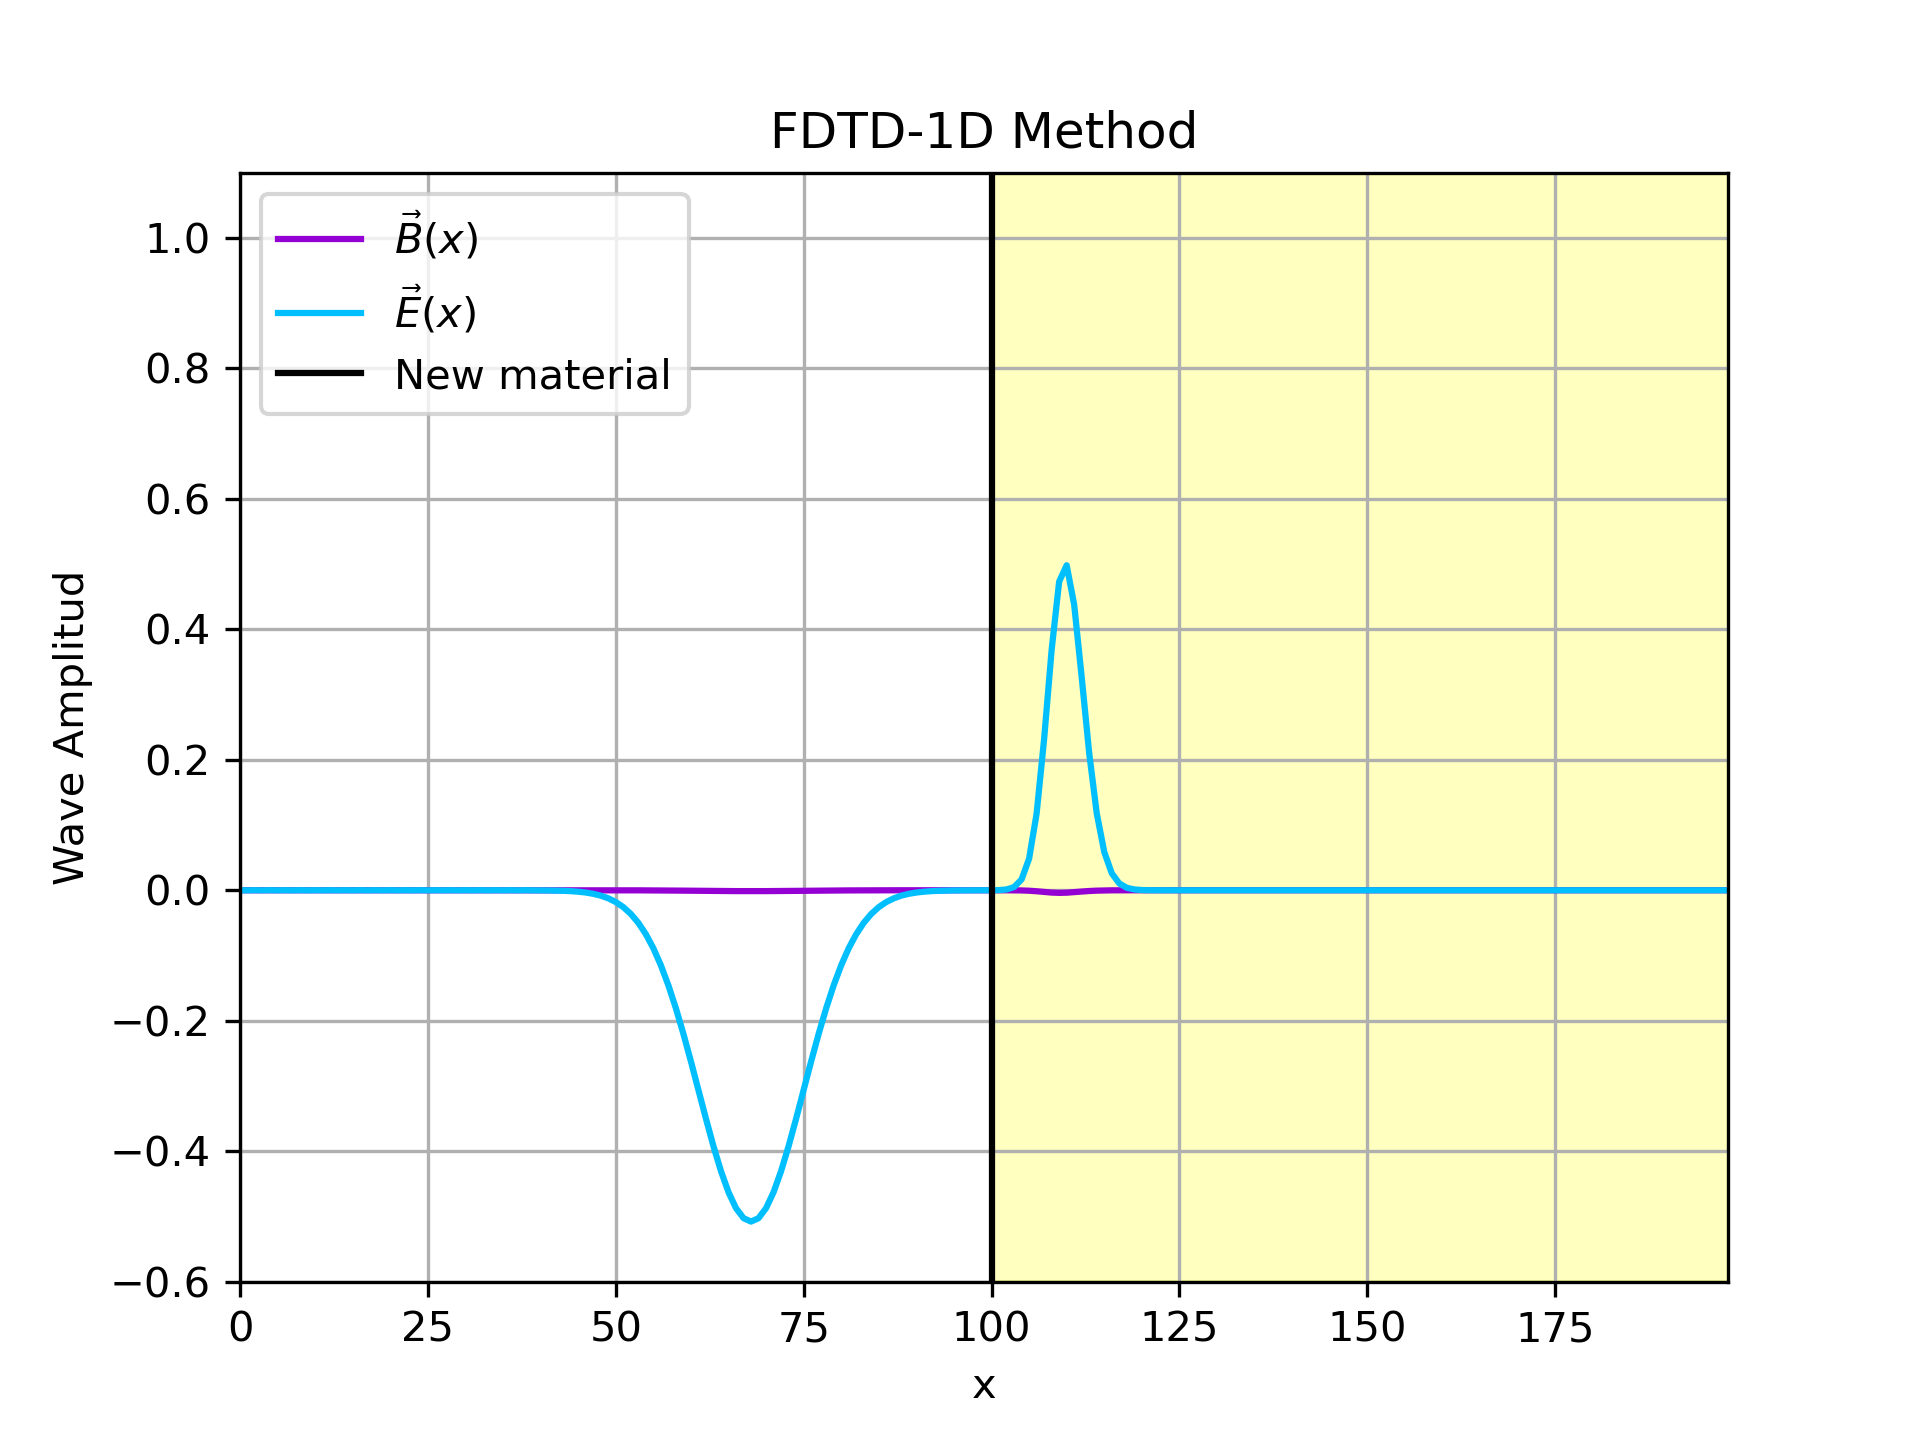 FDTD-1D Method
B⃗(x)
E⃗(x)
New material
Wave Amplitud
1.0
0.8
0.6
0.4
0.2
0.0
−0.2
−0.4
−0.6
0 25 50 75 100 125 150 175
x